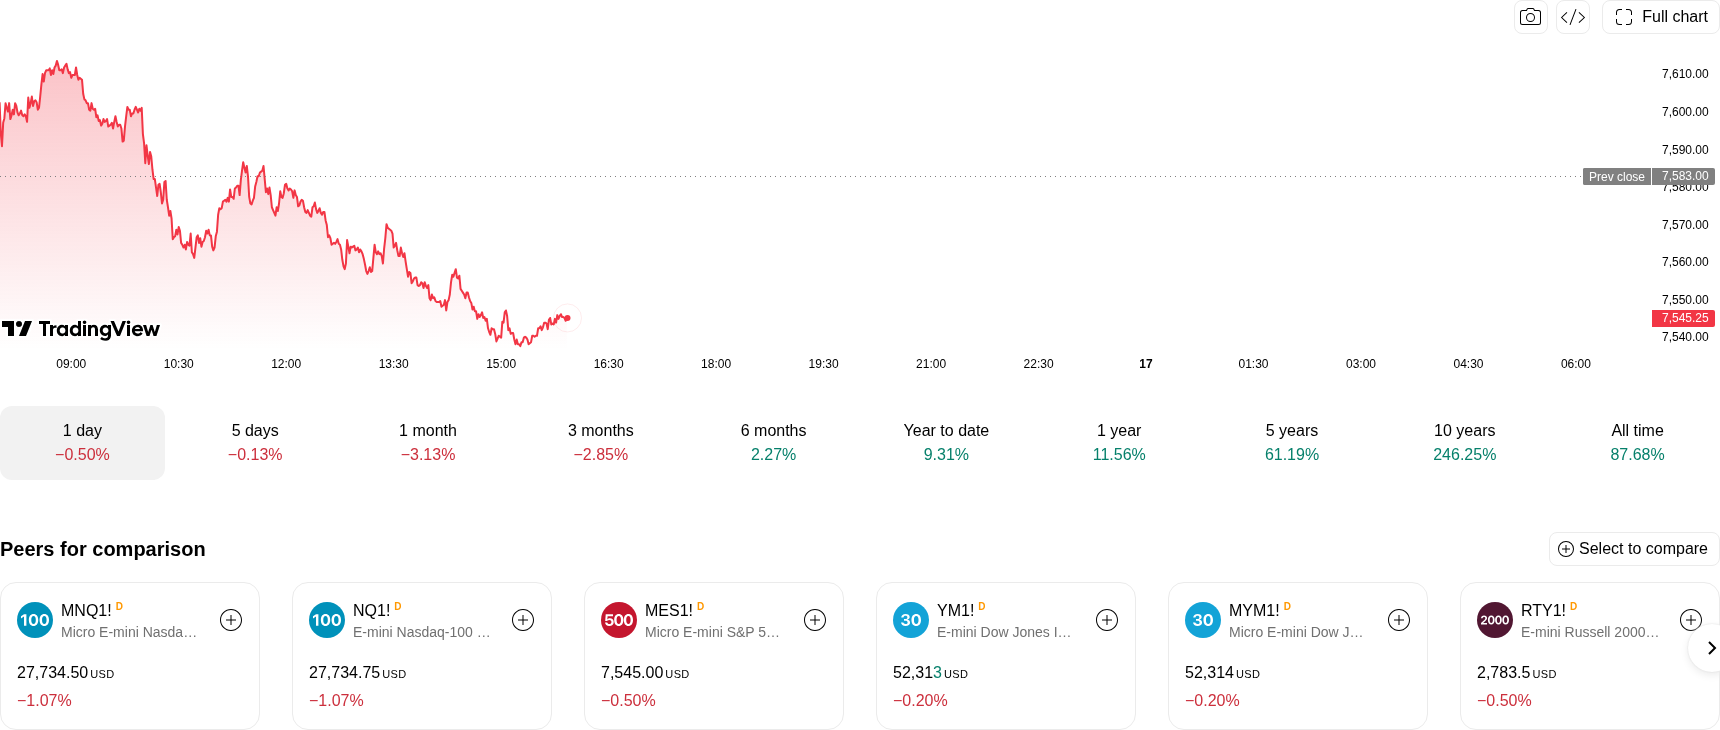 Full chart
7,610.00
7,600.00
7,590.00
Prev close 7,583.00
7,580.00
7,570.00
7,560.00
7,550.00
7,545.25
7,540.00
TradingView
09:00 10:30 12:00 13:30 15:00 16:30 18:00 19:30 21:00 22:30 17 01:30 03:00 04:30 06:00
1 day 5 days 1 month 3 months 6 months Year to date 1 year 5 years 10 years All time
−0.50% −0.13% −3.13% −2.85% 2.27% 9.31% 11.56% 61.19% 246.25% 87.68%
Peers for comparison
Select to compare
100 MNQ1! D
Micro E-mini Nasda…
27,734.50 USD
−1.07%
100 NQ1! D
E-mini Nasdaq-100 …
27,734.75 USD
−1.07%
500 MES1! D
Micro E-mini S&P 5…
7,545.00 USD
−0.50%
30 YM1! D
E-mini Dow Jones I…
52,313 USD
−0.20%
30 MYM1! D
Micro E-mini Dow J…
52,314 USD
−0.20%
2000 RTY1! D
E-mini Russell 2000…
2,783.5 USD
−0.50%